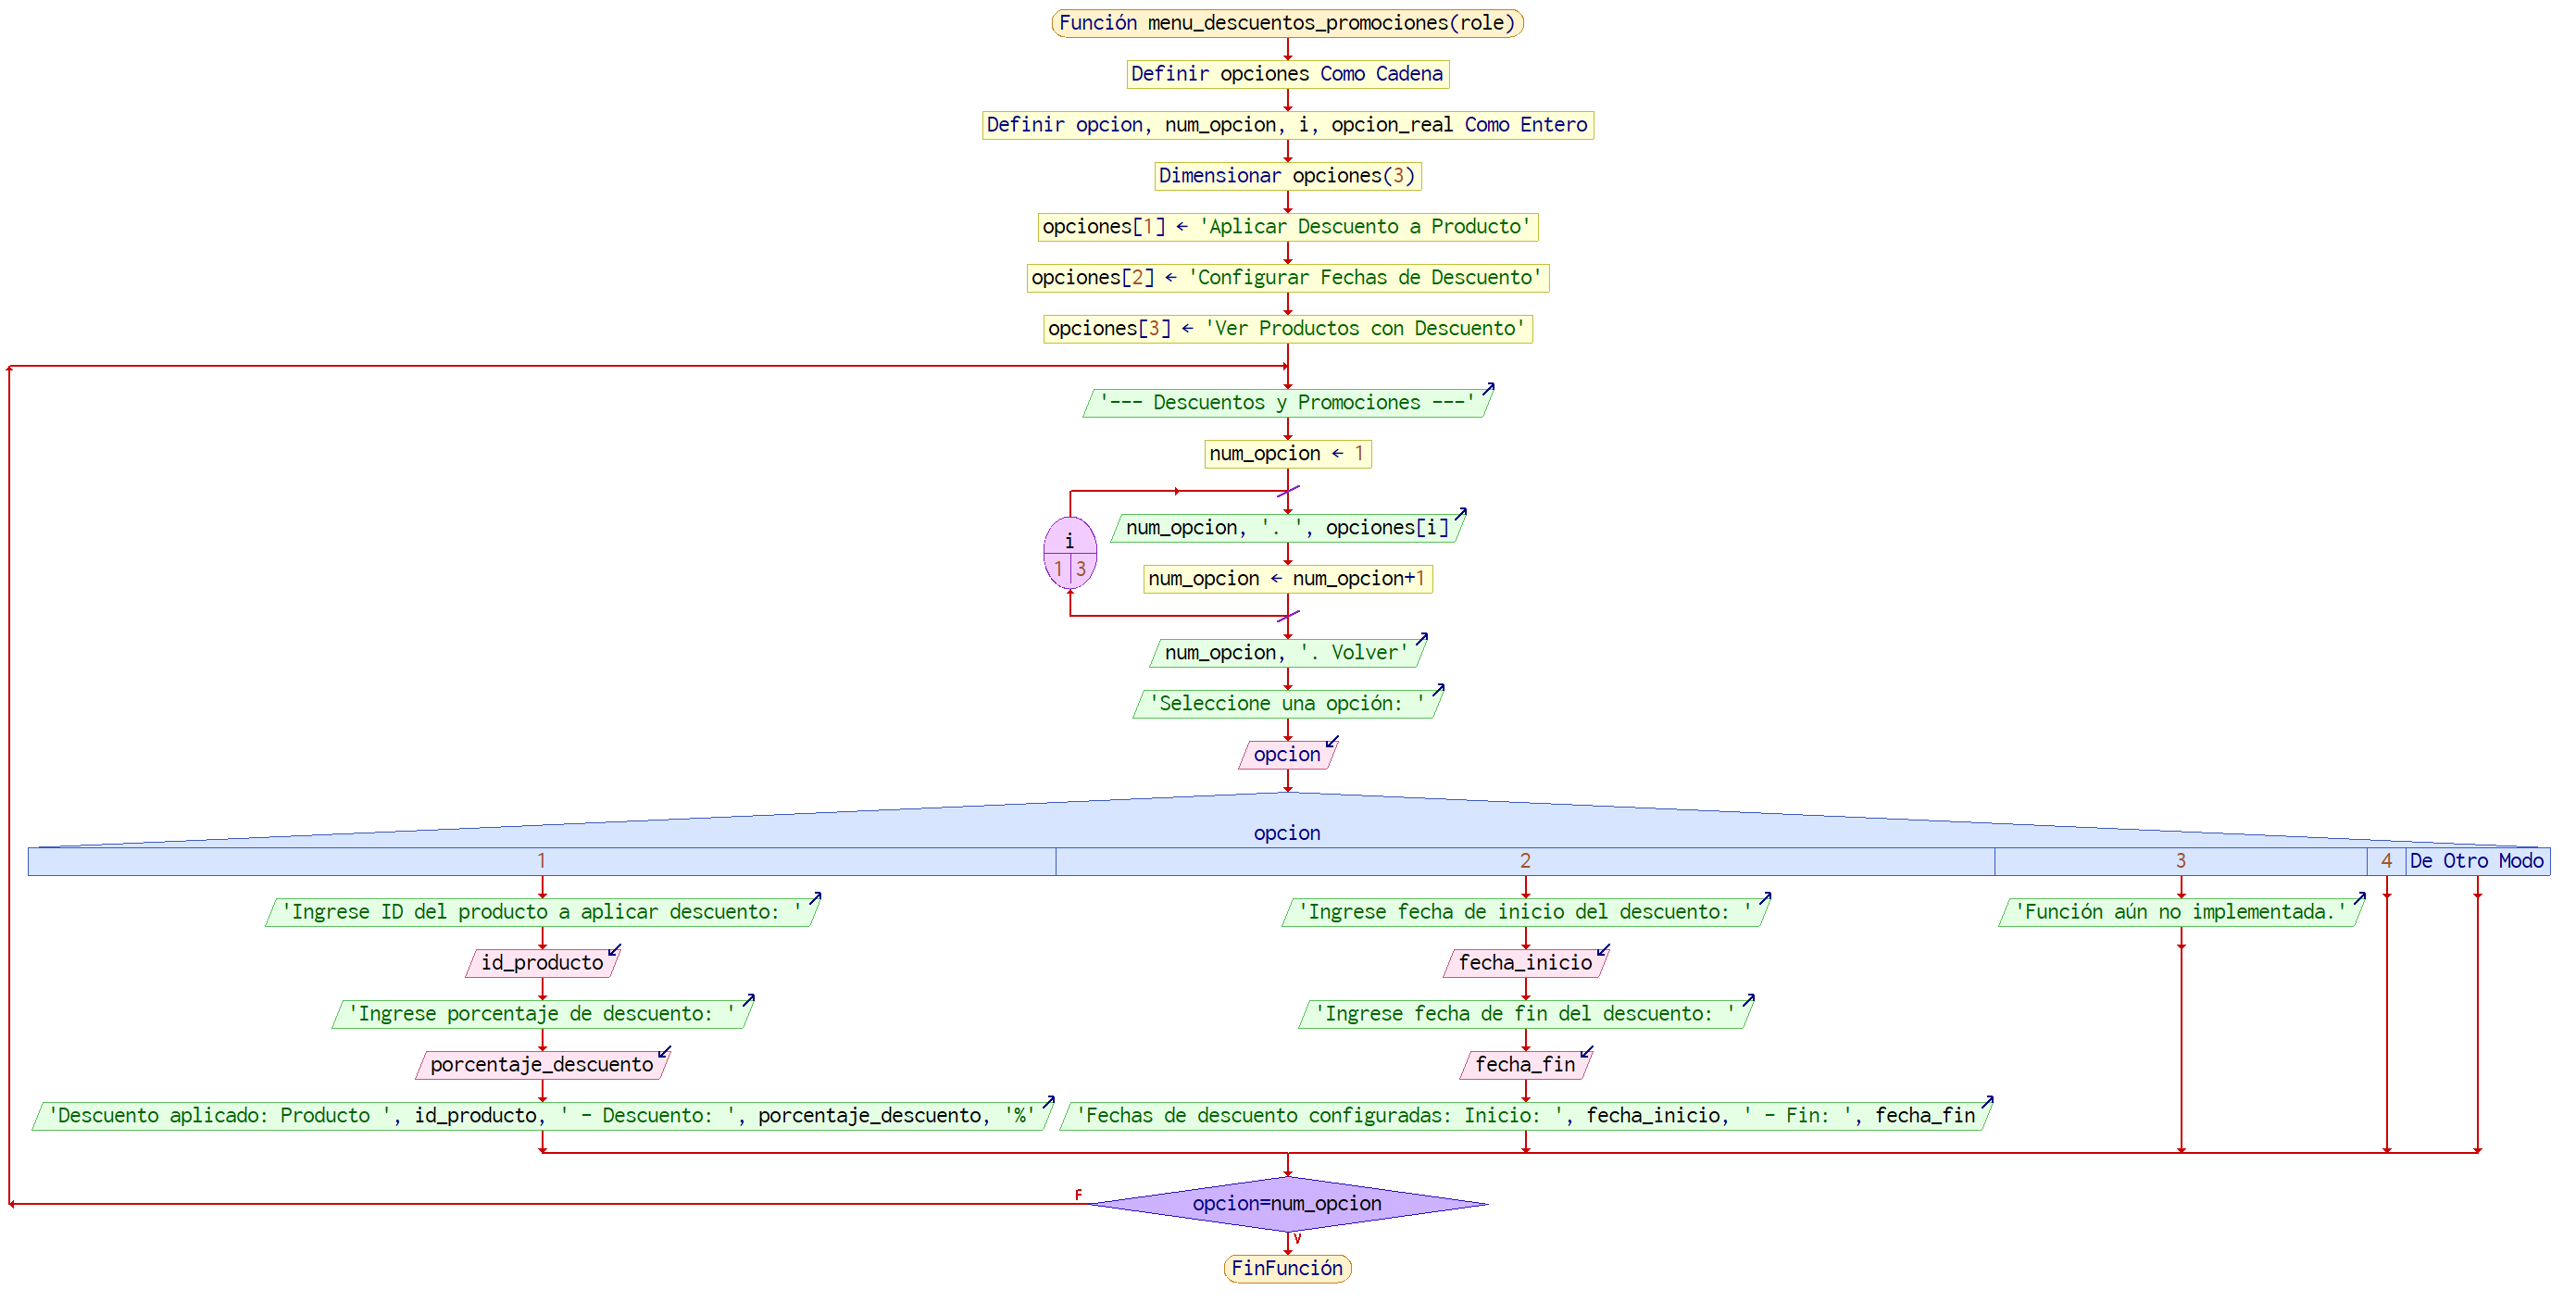 Función menu_descuentos_promociones(role)
Definir opciones Como Cadena
Definir opcion, num_opcion, i, opcion_real Como Entero
Dimensionar opciones(3)
opciones[1] ← 'Aplicar Descuento a Producto'
opciones[2] ← 'Configurar Fechas de Descuento'
opciones[3] ← 'Ver Productos con Descuento'
'--- Descuentos y Promociones ---'
num_opcion ← 1
num_opcion, '. ', opciones[i]
i
1 3
num_opcion ← num_opcion+1
num_opcion, '. Volver'
'Seleccione una opción: '
opcion
opcion
1 2 3 4 De Otro Modo
'Ingrese ID del producto a aplicar descuento: ' 'Ingrese fecha de inicio del descuento: ' 'Función aún no implementada.'
id_producto fecha_inicio
'Ingrese porcentaje de descuento: ' 'Ingrese fecha de fin del descuento: '
porcentaje_descuento fecha_fin
'Descuento aplicado: Producto ', id_producto, ' - Descuento: ', porcentaje_descuento, '%' 'Fechas de descuento configuradas: Inicio: ', fecha_inicio, ' - Fin: ', fecha_fin
F
opcion=num_opcion
V
FinFunción